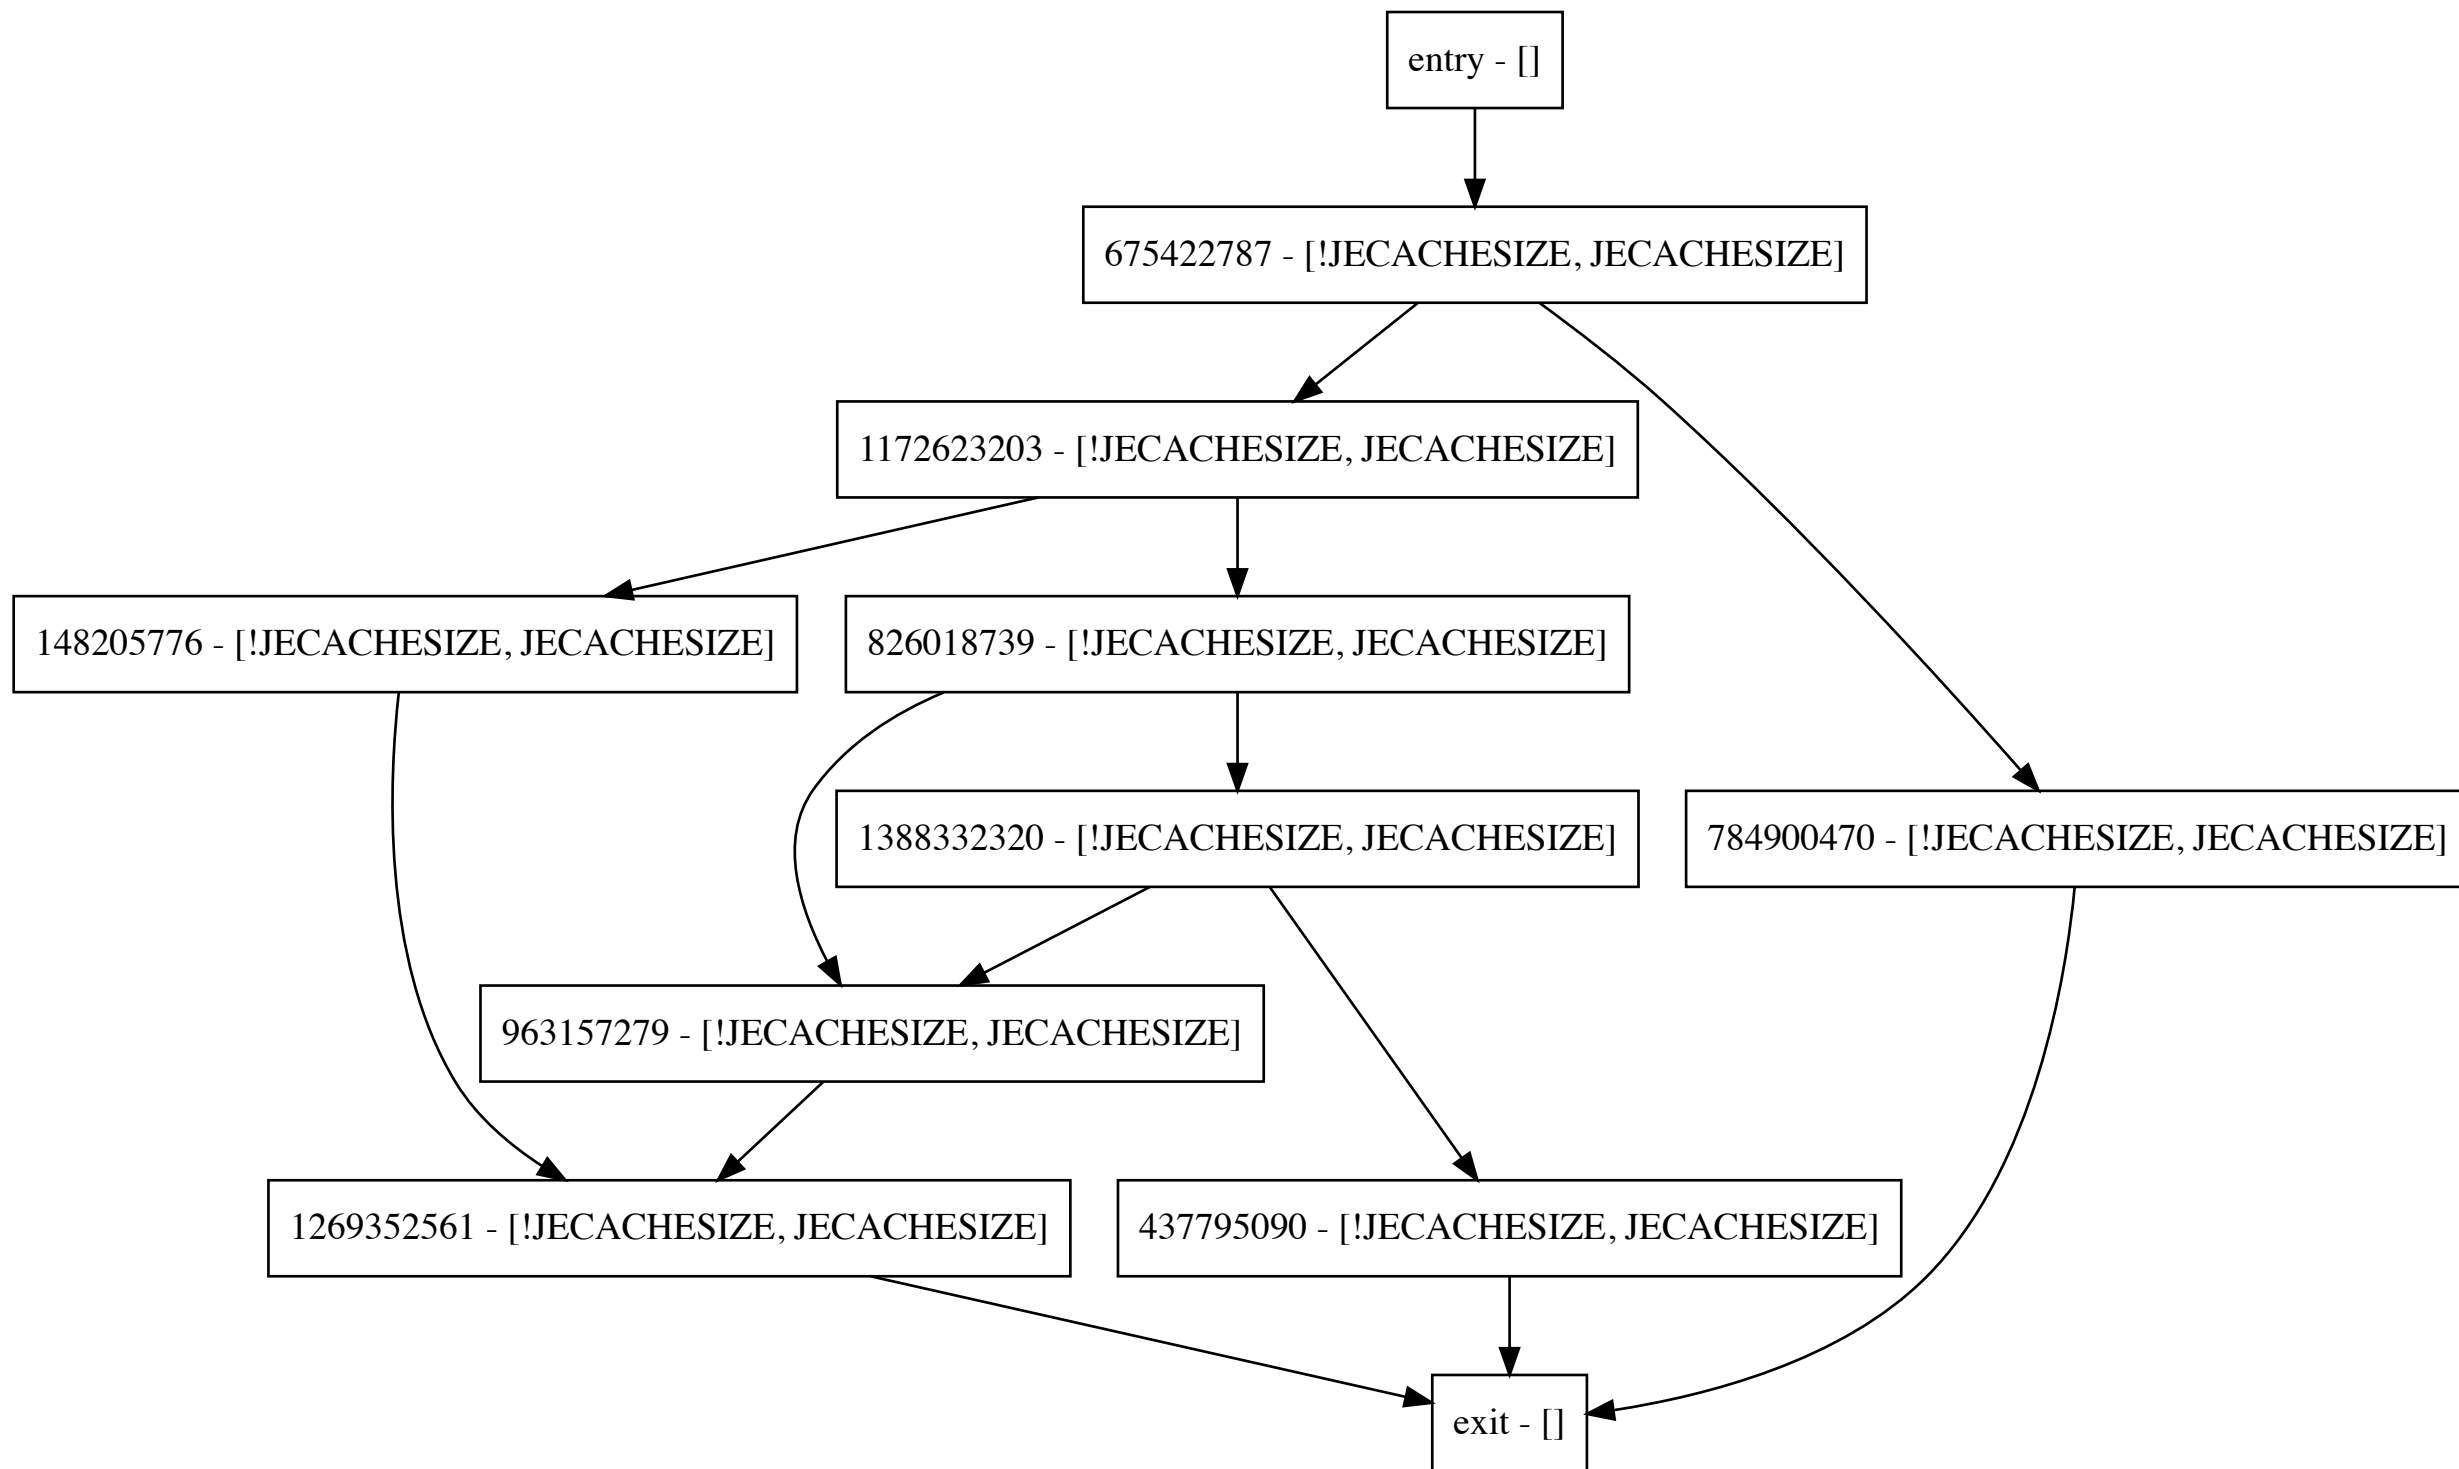 entry - []
675422787 - [!JECACHESIZE, JECACHESIZE]
1172623203 - [!JECACHESIZE, JECACHESIZE]
148205776 - [!JECACHESIZE, JECACHESIZE]
826018739 - [!JECACHESIZE, JECACHESIZE]
1388332320 - [!JECACHESIZE, JECACHESIZE]
784900470 - [!JECACHESIZE, JECACHESIZE]
963157279 - [!JECACHESIZE, JECACHESIZE]
1269352561 - [!JECACHESIZE, JECACHESIZE]
437795090 - [!JECACHESIZE, JECACHESIZE]
exit - []